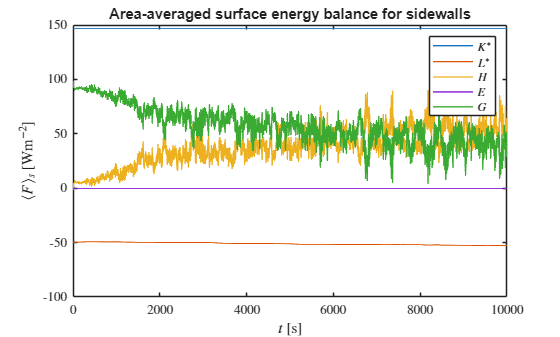 Area-averaged surface energy balance for sidewalls
150
100
50
0
-50
-100
⟨F⟩s [Wm−2]
K*
L*
H
E
G
0 2000 4000 6000 8000 10000
t [s]